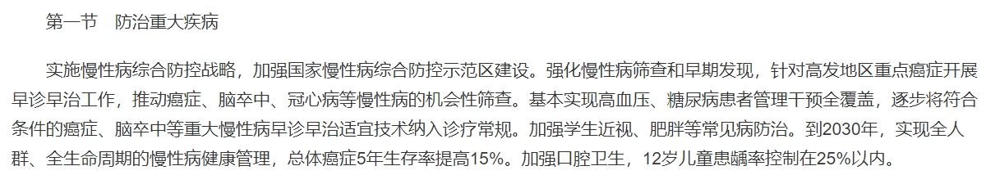 第一节　防治重大疾病
实施慢性病综合防控战略，加强国家慢性病综合防控示范区建设。强化慢性病筛查和早期发现，针对高发地区重点癌症开展
早诊早治工作，推动癌症、脑卒中、冠心病等慢性病的机会性筛查。基本实现高血压、糖尿病患者管理干预全覆盖，逐步将符合
条件的癌症、脑卒中等重大慢性病早诊早治适宜技术纳入诊疗常规。加强学生近视、肥胖等常见病防治。到2030年，实现全人
群、全生命周期的慢性病健康管理，总体癌症5年生存率提高15%。加强口腔卫生，12岁儿童患龋率控制在25%以内。